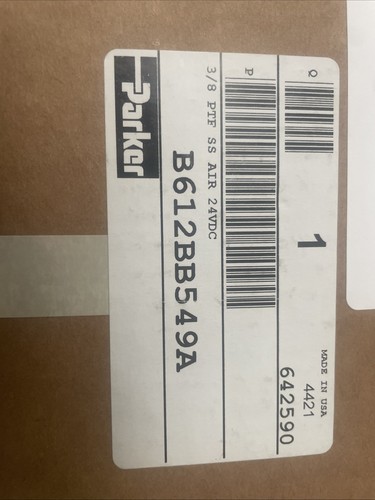 Q
1
MADE IN USA
4421
642590
P
3/8 PTF SS AIR 24VDC
B612BB549A
Parker